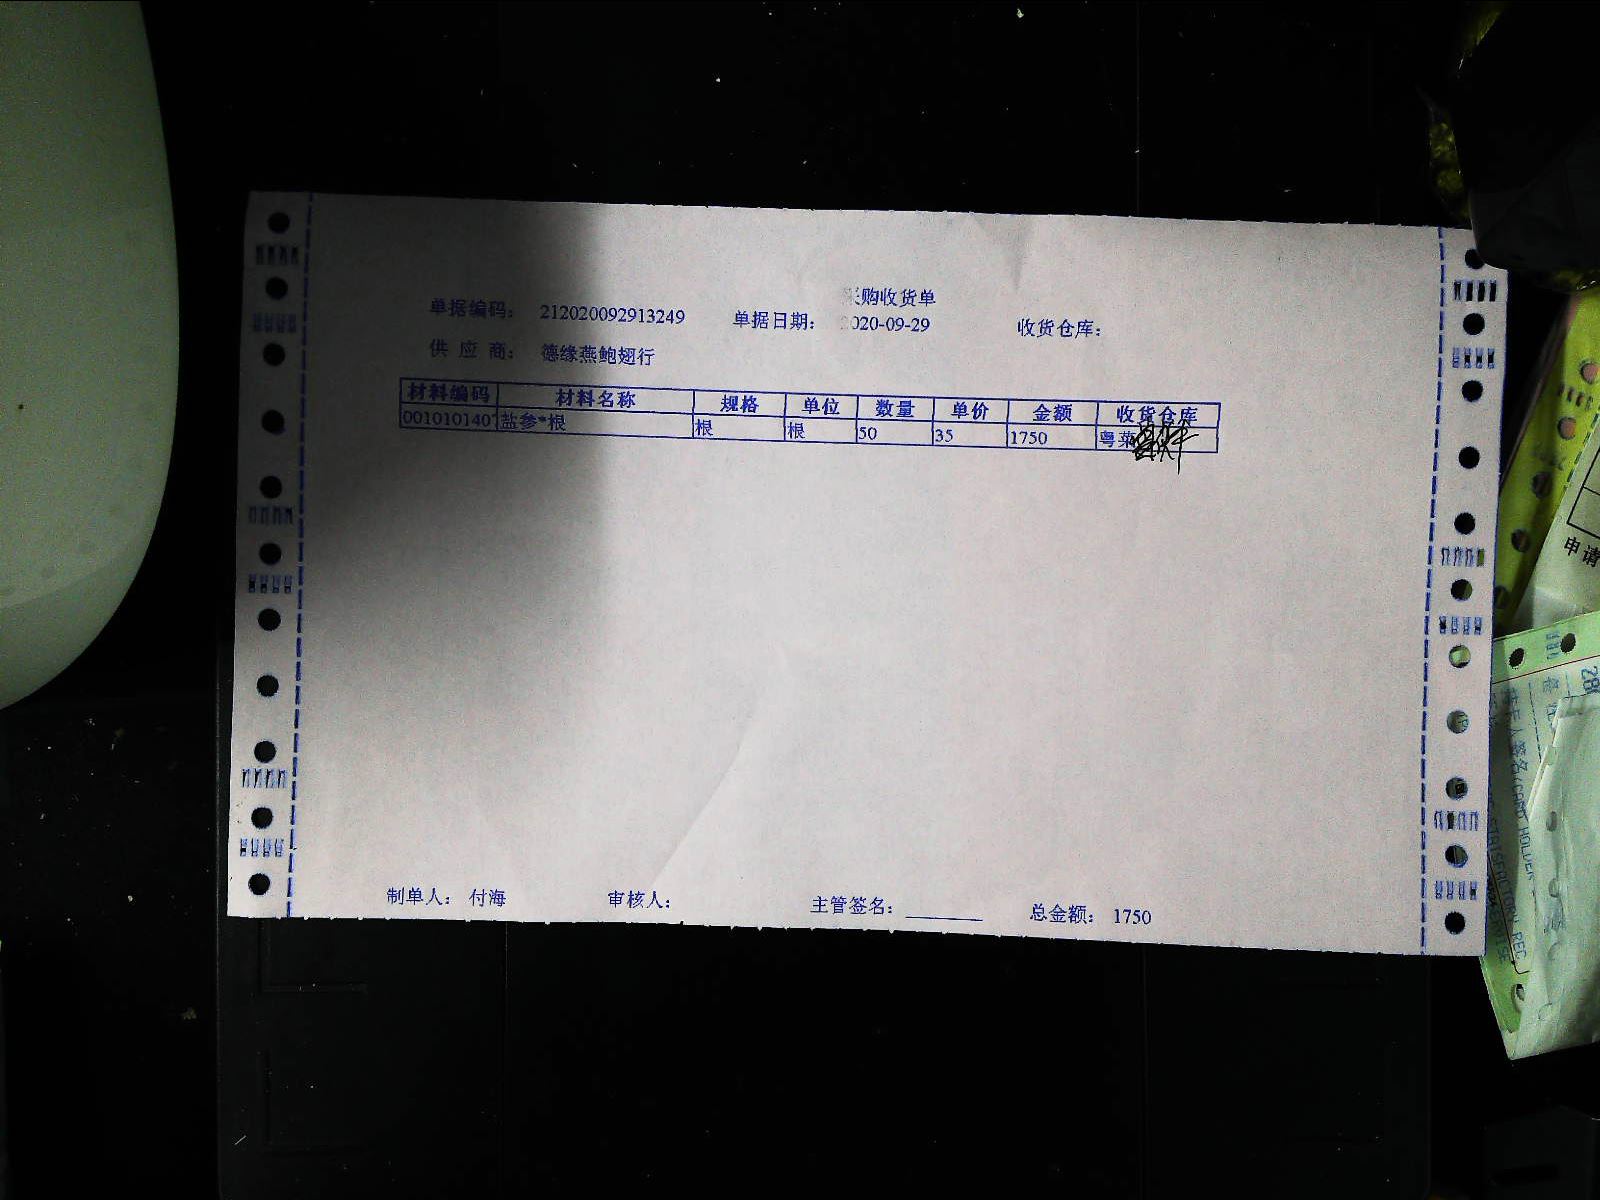 采购收货单
单据编码： 212020092913249 单据日期： 2020-09-29 收货仓库：
供 应 商： 德缘燕鲍翅行
材料编码 材料名称 规格 单位 数量 单价 金额 收货仓库
001010140 盐参*根 根 根 50 35 1750 粤菜
制单人： 付海 审核人： 主管签名： ________ 总金额： 1750
申请